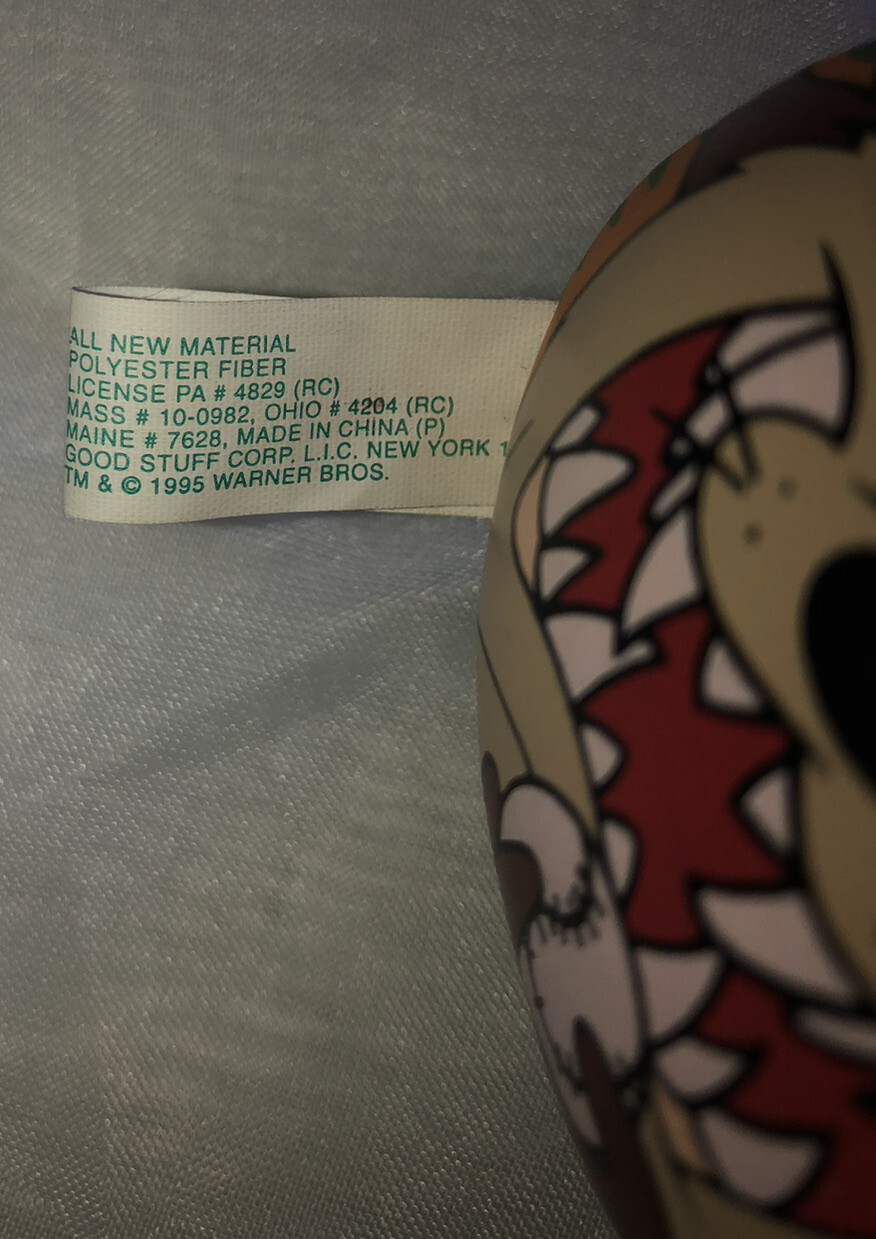 ALL NEW MATERIAL
POLYESTER FIBER
LICENSE PA # 4829 (RC)
MASS # 10-0982, OHIO # 4204 (RC)
MAINE # 7628, MADE IN CHINA (P)
GOOD STUFF CORP. L.I.C. NEW YORK
TM & © 1995 WARNER BROS.